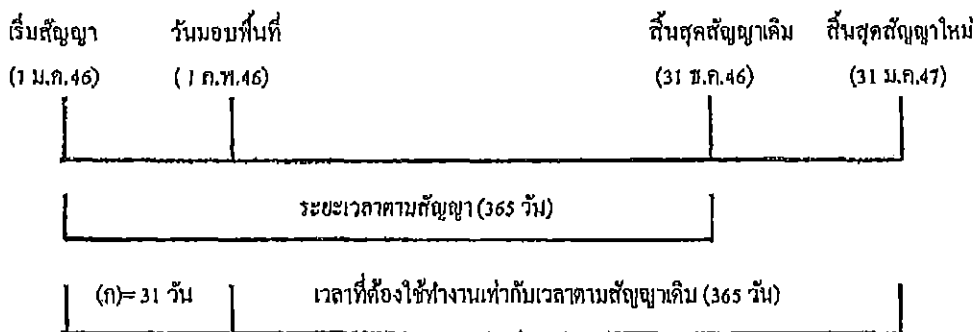 เริ่มสัญญา วันมอบพื้นที่ สิ้นสุดสัญญาเดิม สิ้นสุดสัญญาใหม่
(1 ม.ค.46) (1 ก.พ.46) (31 ธ.ค.46) (31 ม.ค.47)
ระยะเวลาตามสัญญา (365 วัน)
(ก)= 31 วัน เวลาที่ต้องใช้ทำงานเท่ากับเวลาตามสัญญาเดิม (365 วัน)